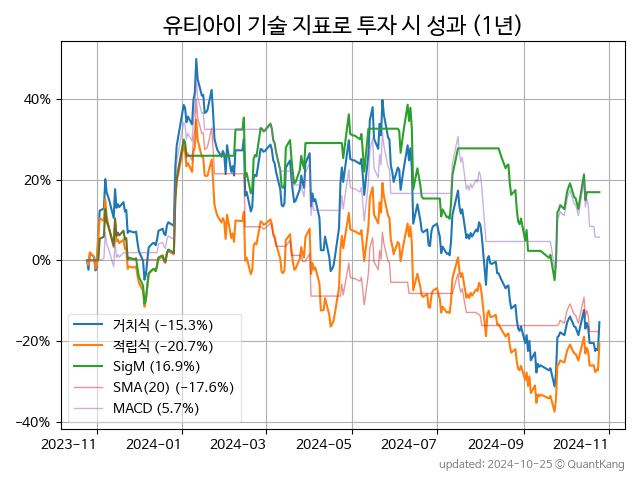 유티아이 기술 지표로 투자 시 성과 (1년)
40%
20%
0%
−20%
−40%
거치식 (−15.3%)
적립식 (−20.7%)
SigM (16.9%)
SMA(20) (−17.6%)
MACD (5.7%)
2023-11 2024-01 2024-03 2024-05 2024-07 2024-09 2024-11
updated: 2024-10-25 © QuantKang